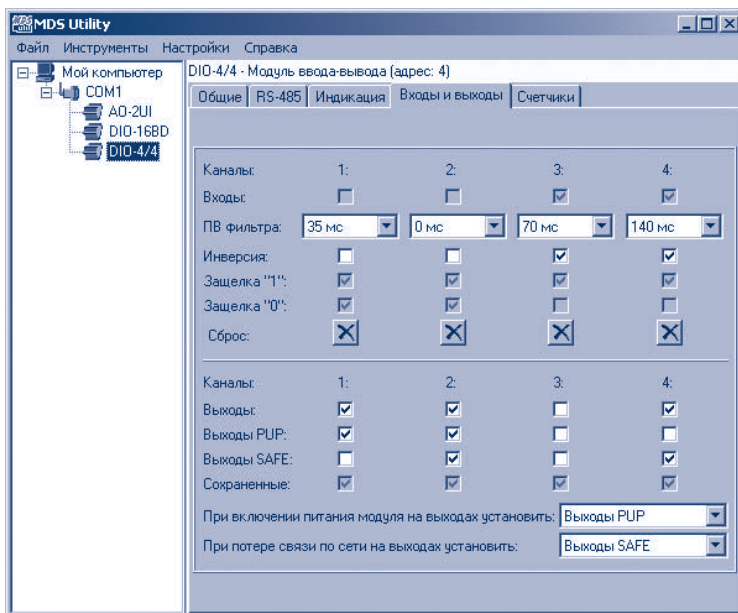 MDS Utility
Файл Инструменты Настройки Справка
Мой компьютер
COM1
AO-2UI
DIO-16BD
DIO-4/4
DIO-4/4 - Модуль ввода-вывода (адрес: 4)
Общие RS-485 Индикация Входы и выходы Счетчики
Каналы: 1: 2: 3: 4:
Входы:
ПВ фильтра: 35 мс 0 мс 70 мс 140 мс
Инверсия:
Защелка "1":
Защелка "0":
Сброс:
Каналы: 1: 2: 3: 4:
Выходы:
Выходы PUP:
Выходы SAFE:
Сохраненные:
При включении питания модуля на выходах установить: Выходы PUP
При потере связи по сети на выходах установить: Выходы SAFE